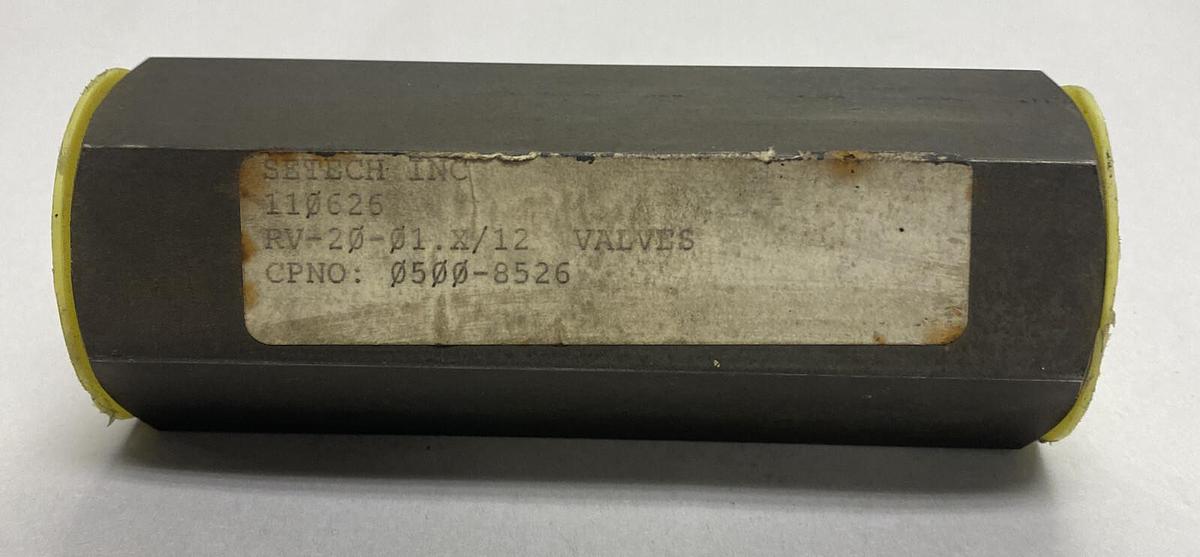 SETECH INC
11Ø626
RV-2Ø-Ø1.X/12 VALVES
CPNO: Ø5ØØ-8526